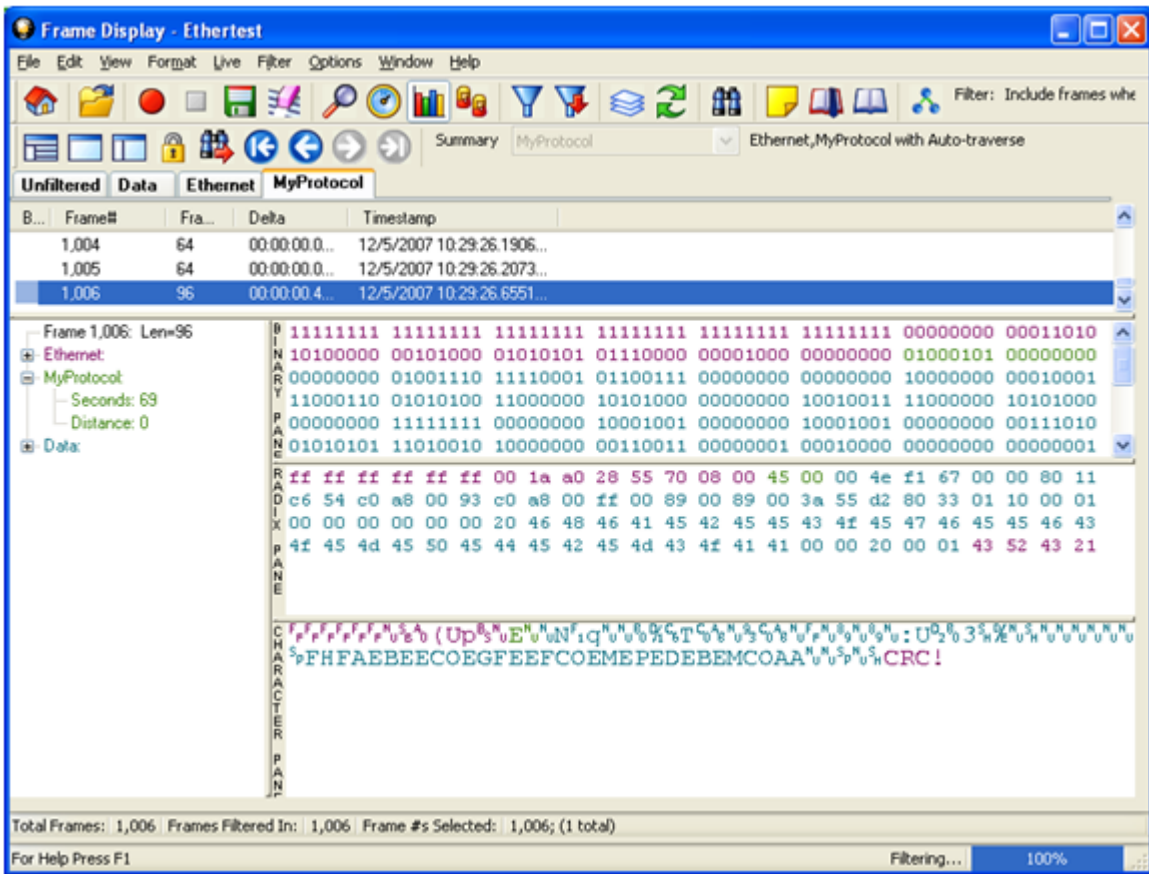 Frame Display - Ethertest
File Edit View Format Live Filter Options Window Help
Filter: Include frames whe
Summary MyProtocol Ethernet,MyProtocol with Auto-traverse
Unfiltered Data Ethernet MyProtocol
B... Frame# Fra... Delta Timestamp
1,004 64 00:00:00.0... 12/5/2007 10:29:26.1906...
1,005 64 00:00:00.0... 12/5/2007 10:29:26.2073...
1,006 96 00:00:00.4... 12/5/2007 10:29:26.6551...
Frame 1,006: Len=96
Ethernet:
MyProtocol:
Seconds: 69
Distance: 0
Data:
BINARY PANE
11111111 11111111 11111111 11111111 11111111 11111111 00000000 00011010
10100000 00101000 01010101 01110000 00001000 00000000 01000101 00000000
00000000 01001110 11110001 01100111 00000000 00000000 10000000 00010001
11000110 01010100 11000000 10101000 00000000 10010011 11000000 10101000
00000000 11111111 00000000 10001001 00000000 10001001 00000000 00111010
01010101 11010010 10000000 00110011 00000001 00010000 00000000 00000001
RADIX PANE
ff ff ff ff ff ff 00 1a a0 28 55 70 08 00 45 00 00 4e f1 67 00 00 80 11
c6 54 c0 a8 00 93 c0 a8 00 ff 00 89 00 89 00 3a 55 d2 80 33 01 10 00 01
00 00 00 00 00 00 20 46 48 46 41 45 42 45 45 43 4f 45 47 46 45 45 46 43
4f 45 4d 45 50 45 44 45 42 45 4d 43 4f 41 41 00 00 20 00 01 43 52 43 21
CHARACTER PANE
FHFAEBEECOEGFEEFCOEMEPEDEBEMCOAA CRC!
Total Frames: 1,006 Frames Filtered In: 1,006 Frame #s Selected: 1,006; (1 total)
For Help Press F1 Filtering... 100%